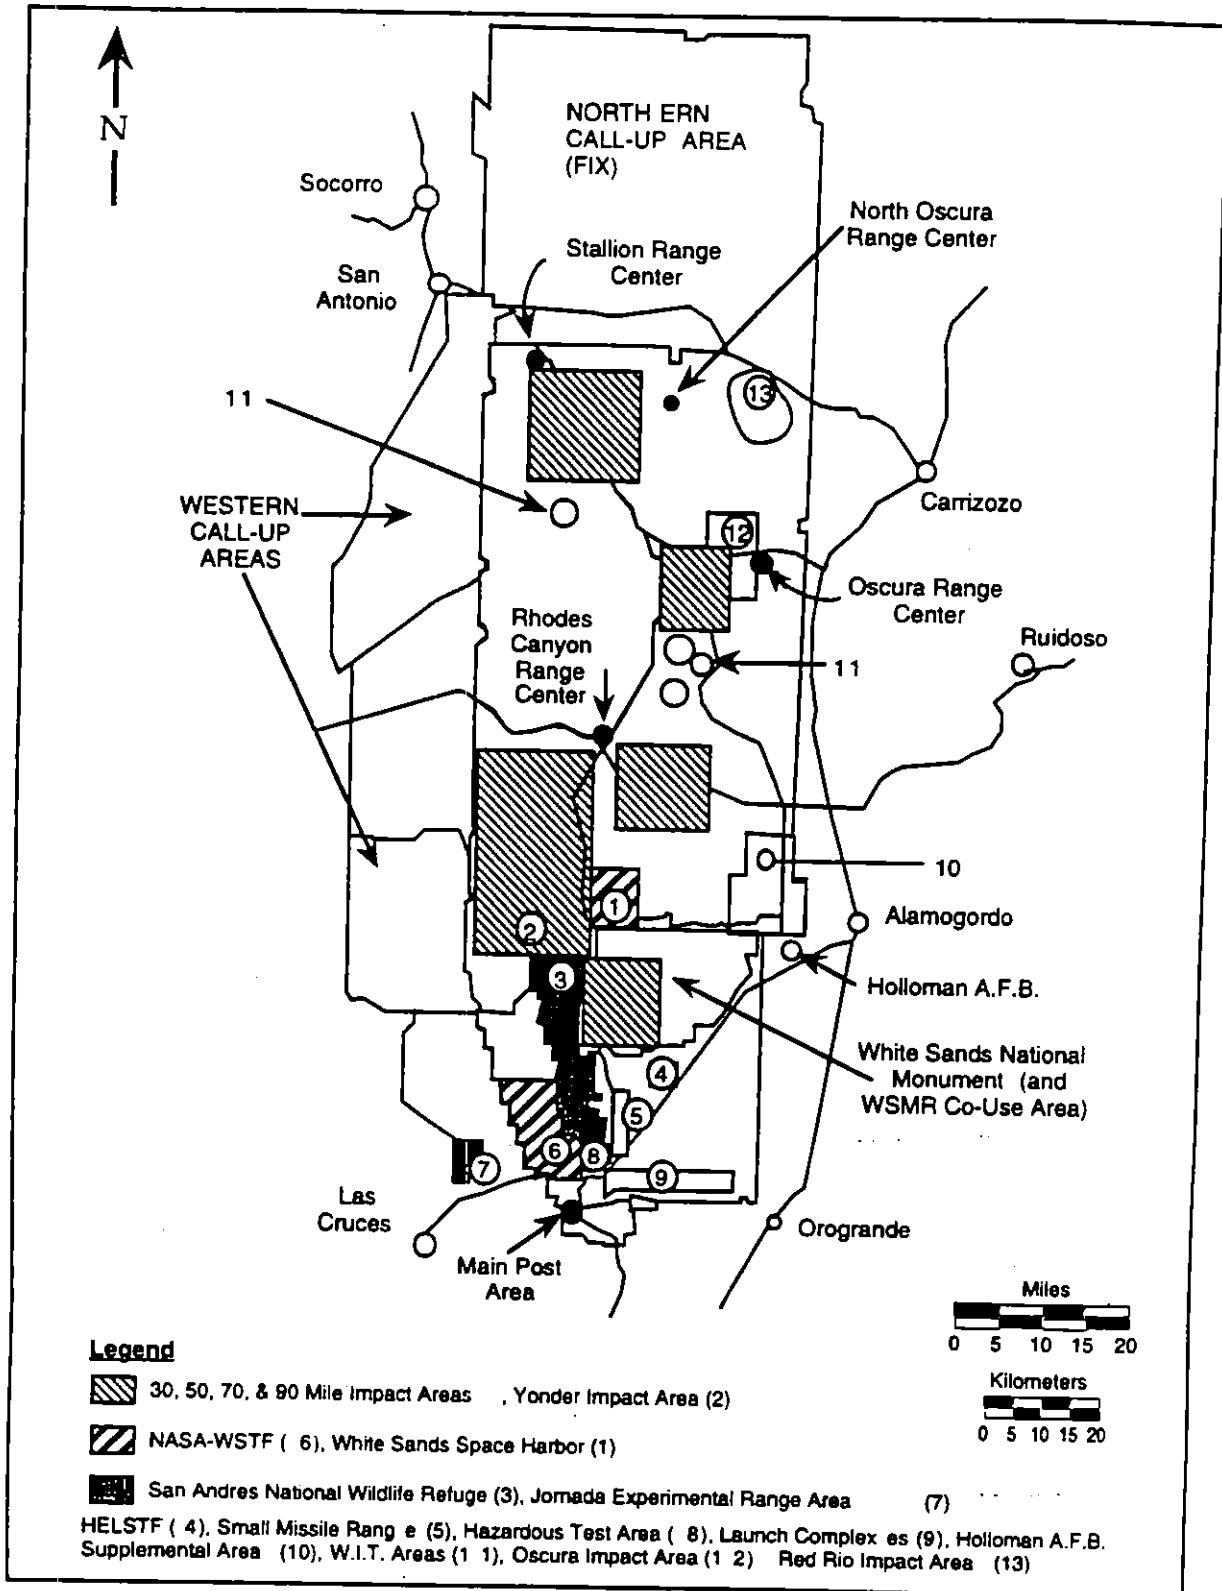 N
NORTH ERN
CALL-UP AREA
(FIX)
Socorro
North Oscura
Range Center
Stallion Range
Center
San
Antonio
13
11
WESTERN
CALL-UP
AREAS
Carrizozo
12
Oscura Range
Center
Rhodes
Canyon
Range
Center
Ruidoso
11
10
1
Alamogordo
2
3
Holloman A.F.B.
White Sands National
Monument (and
WSMR Co-Use Area)
4
5
6
8
7
9
Las
Cruces
Orogrande
Main Post
Area
Miles
0 5 10 15 20
Kilometers
0 5 10 15 20
Legend
30, 50, 70, & 90 Mile Impact Areas , Yonder Impact Area (2)
NASA-WSTF ( 6), White Sands Space Harbor (1)
San Andres National Wildlife Refuge (3), Jornada Experimental Range Area (7)
HELSTF ( 4), Small Missile Rang e (5), Hazardous Test Area ( 8), Launch Complex es (9), Holloman A.F.B.
Supplemental Area (10), W.I.T. Areas (1 1), Oscura Impact Area (1 2) Red Rio Impact Area (13)